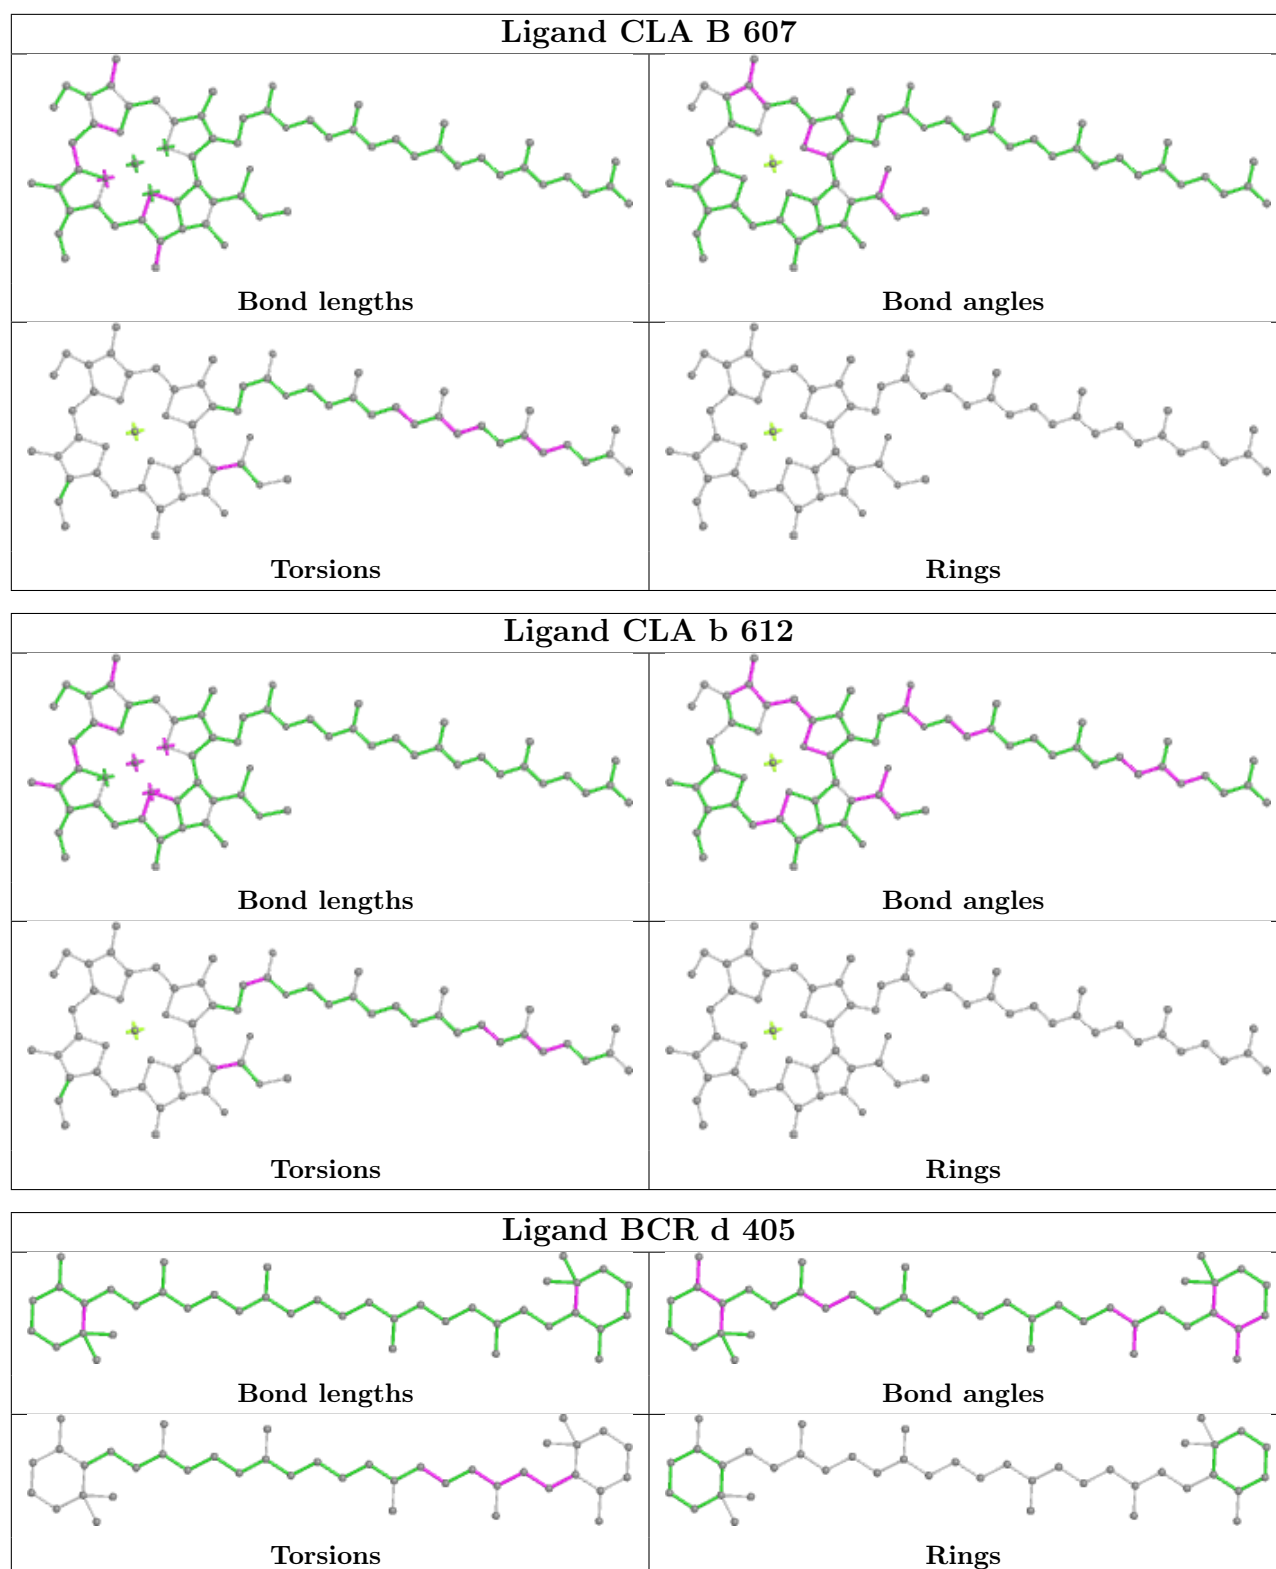 Ligand CLA B 607
Bond lengths
Bond angles
Torsions
Rings
Ligand CLA b 612
Bond lengths
Bond angles
Torsions
Rings
Ligand BCR d 405
Bond lengths
Bond angles
Torsions
Rings